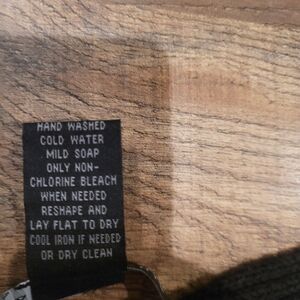 HAND WASHED
COLD WATER
MILD SOAP
ONLY NON-
CHLORINE BLEACH
WHEN NEEDED
RESHAPE AND
LAY FLAT TO DRY
COOL IRON IF NEEDED
OR DRY CLEAN